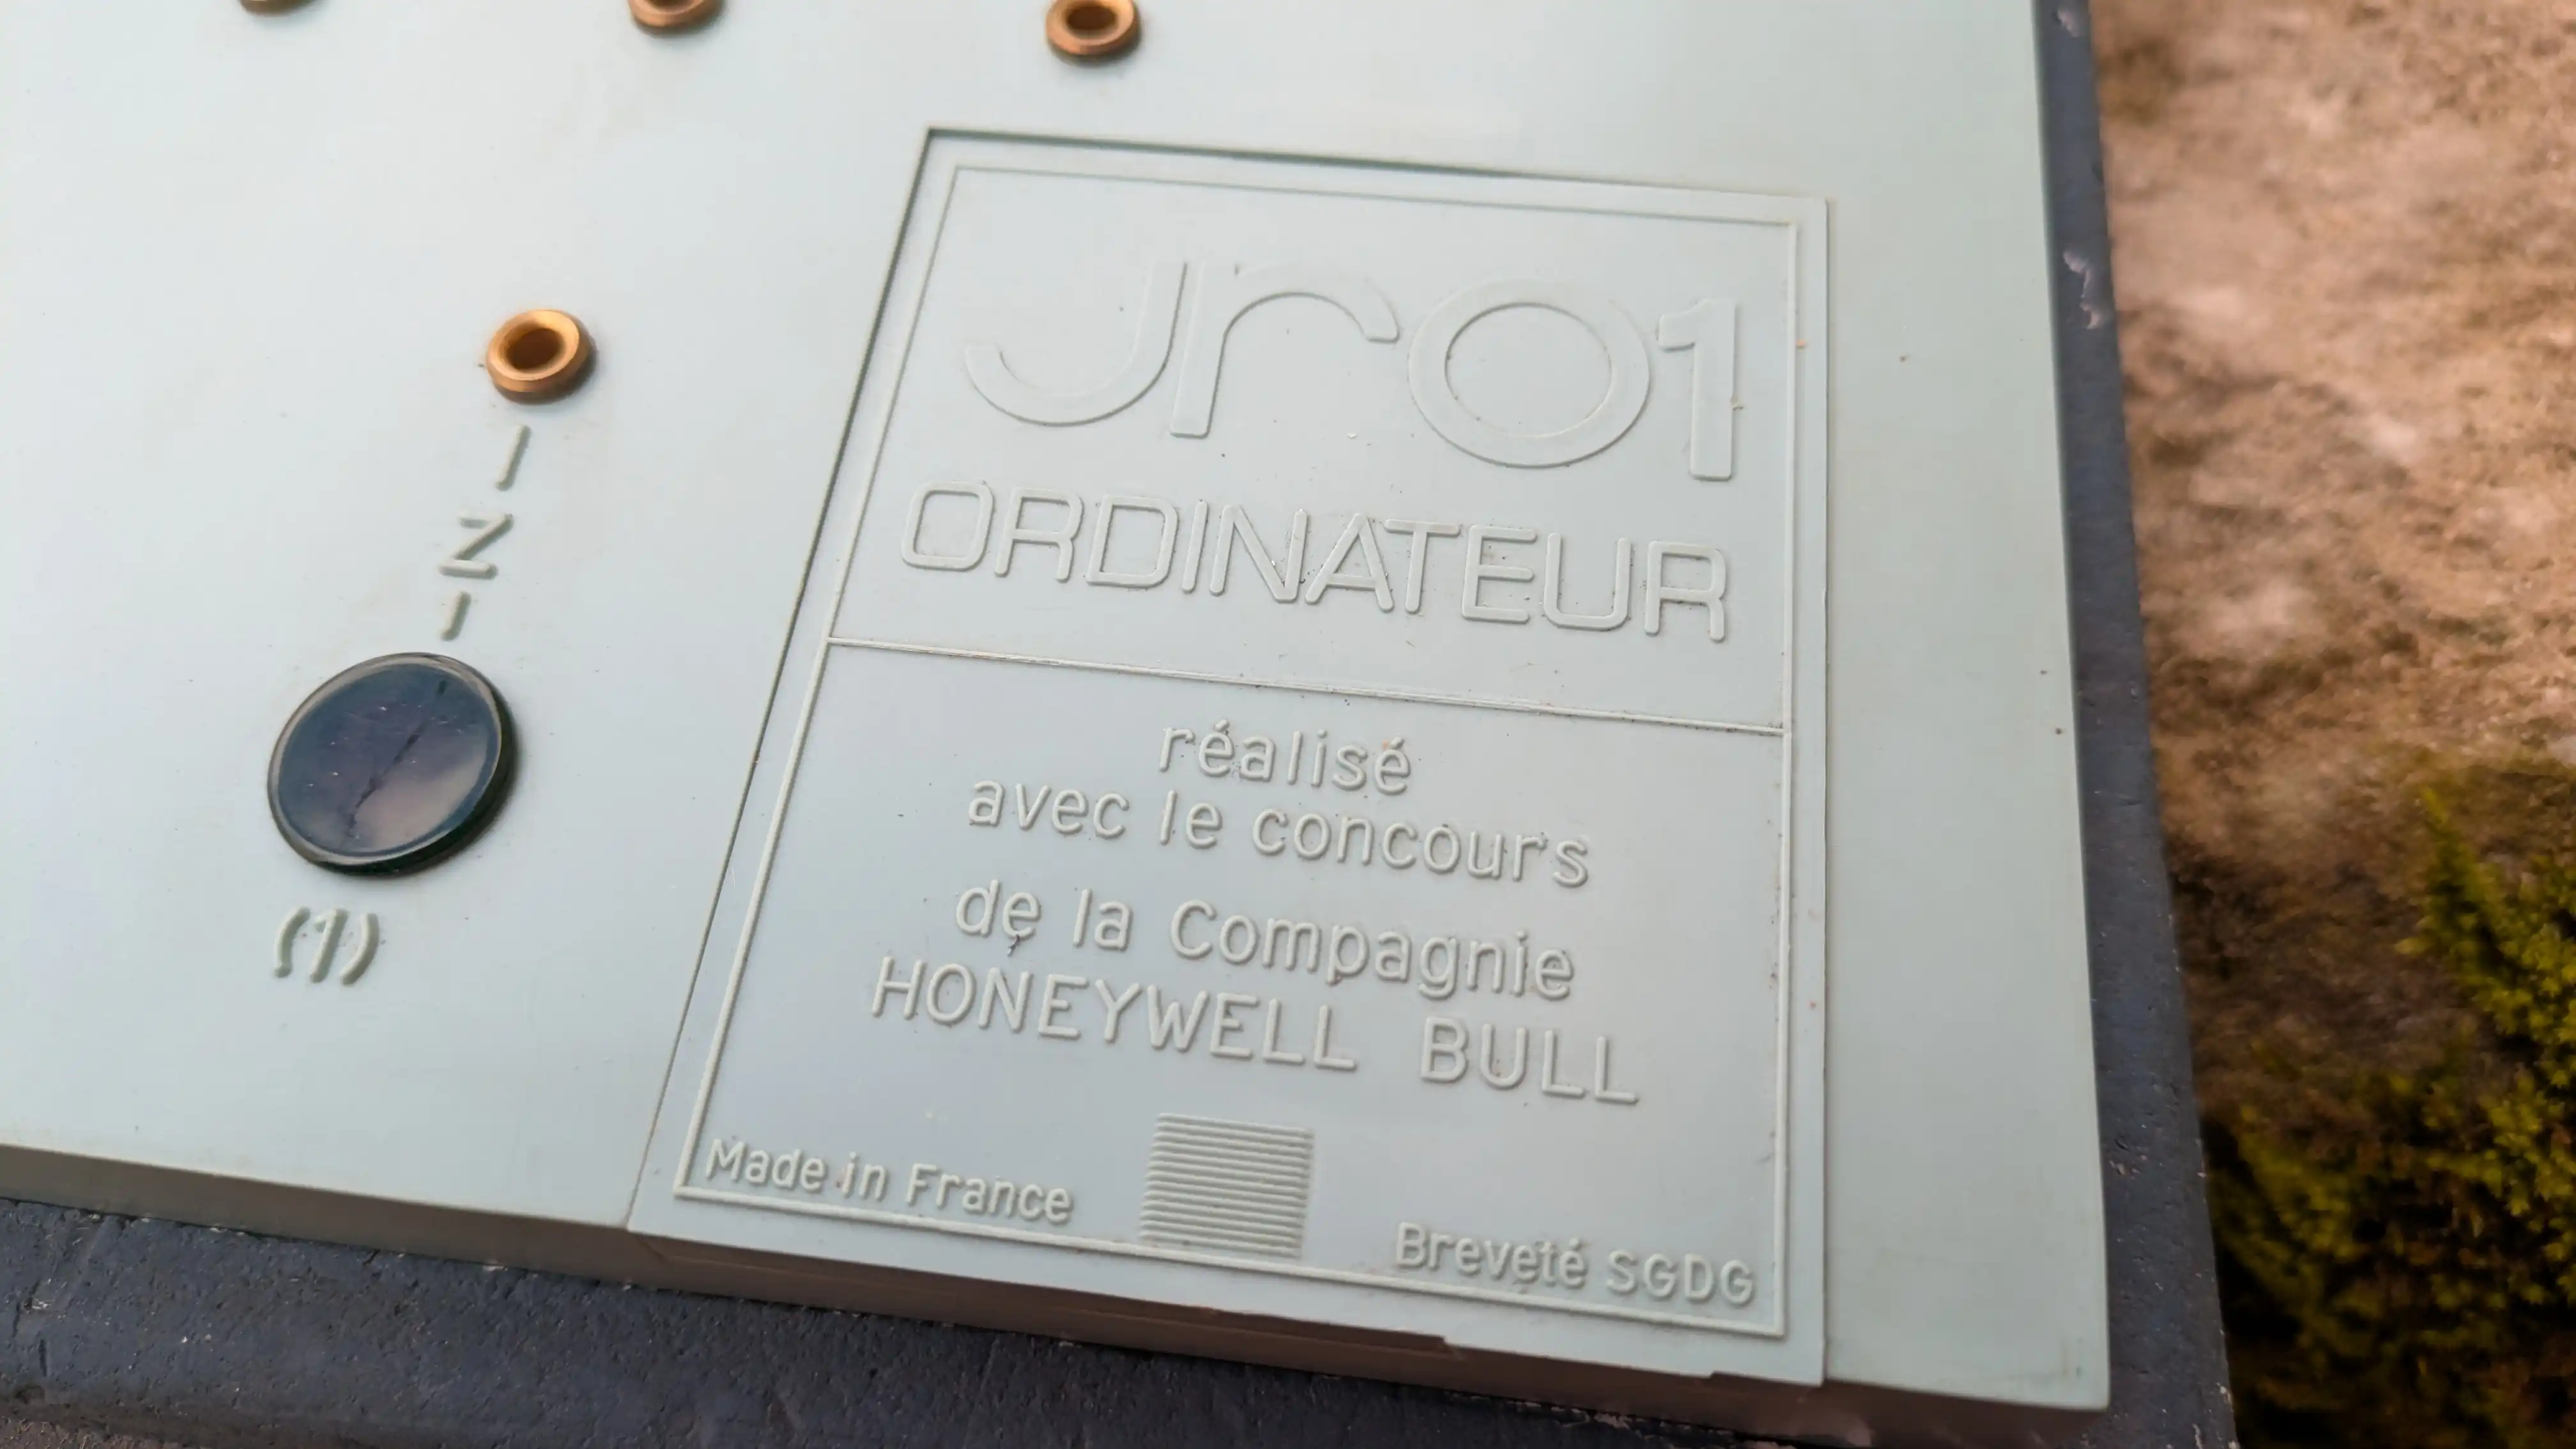 I
N
I
(1)
jr01
ORDINATEUR
réalisé
avec le concours
de la Compagnie
HONEYWELL BULL
Made in France
Breveté SGDG